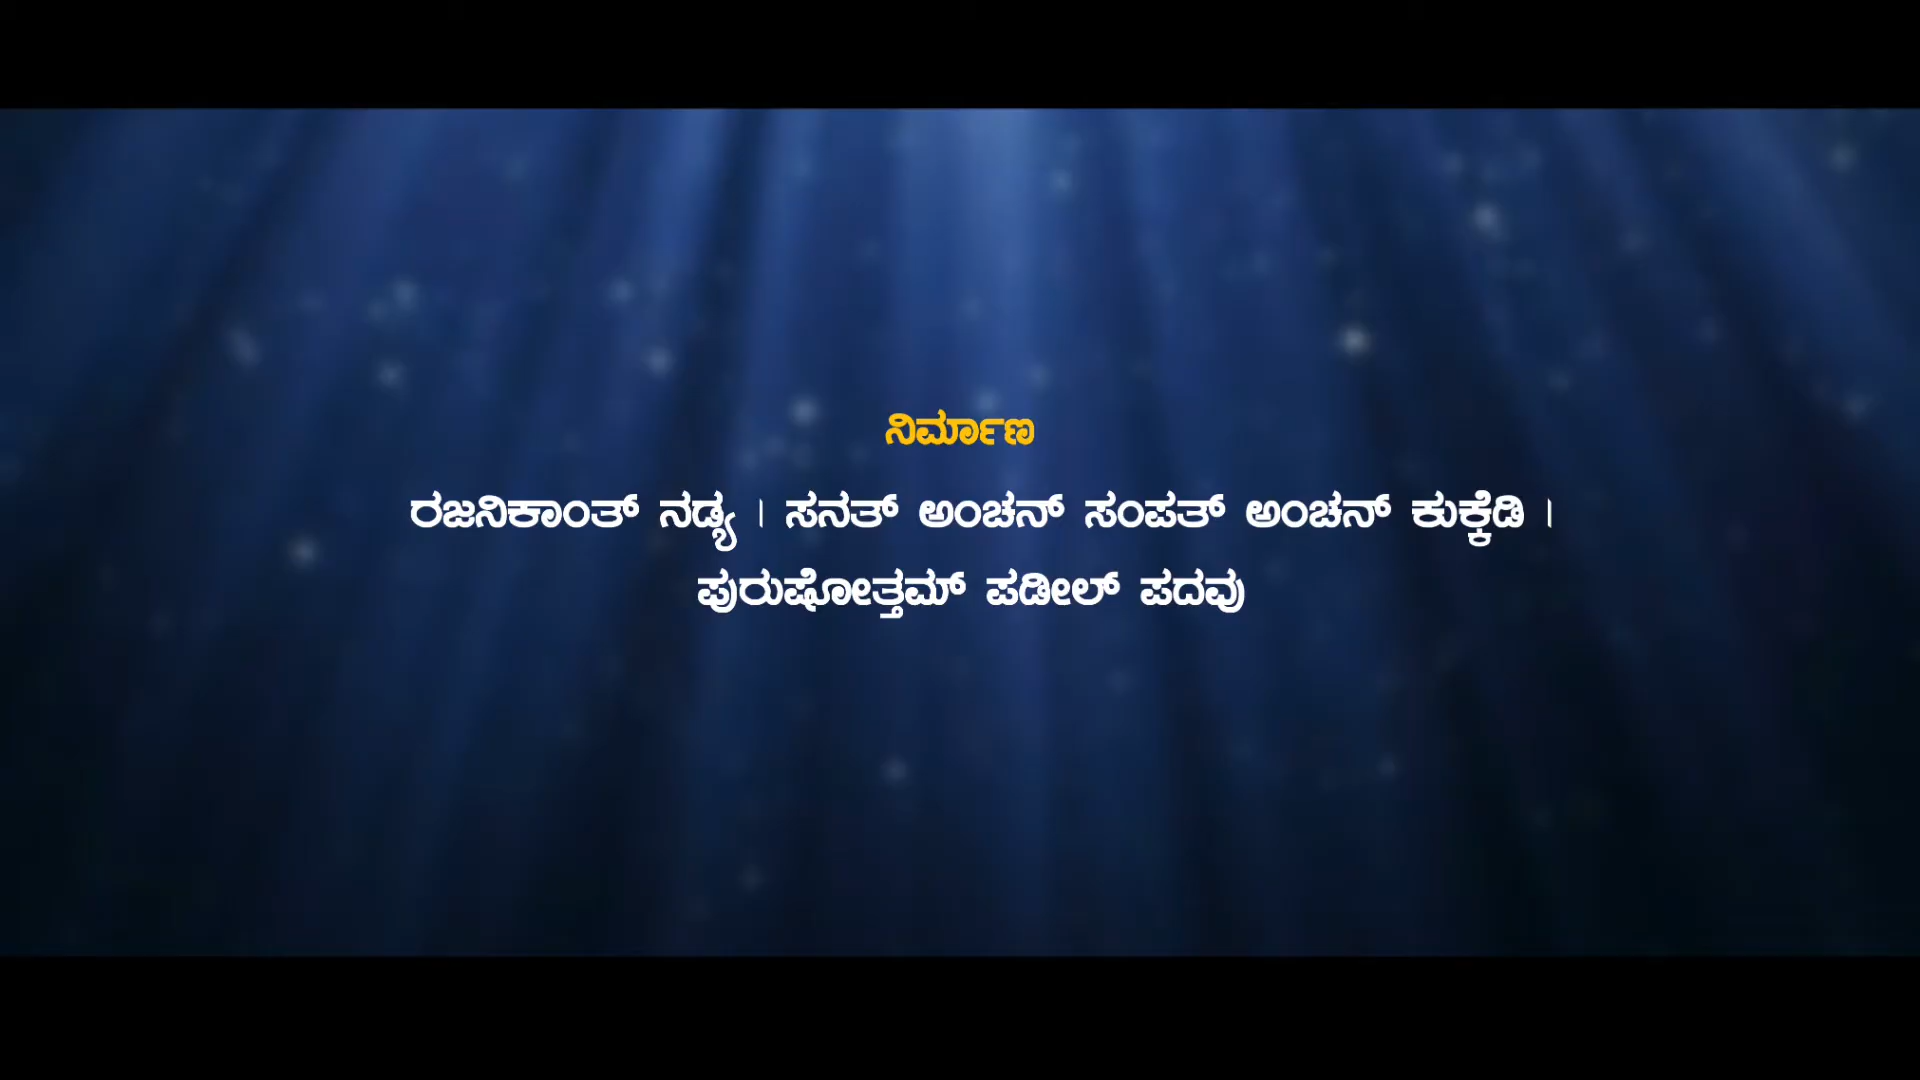 ನಿರ್ಮಾಣ
ರಜನಿಕಾಂತ್ ನಡ್ಯ | ಸನತ್ ಅಂಚನ್ ಸಂಪತ್ ಅಂಚನ್ ಕುಕ್ಕೆಡಿ |
ಪುರುಷೋತ್ತಮ್ ಪಡೀಲ್ ಪದವು